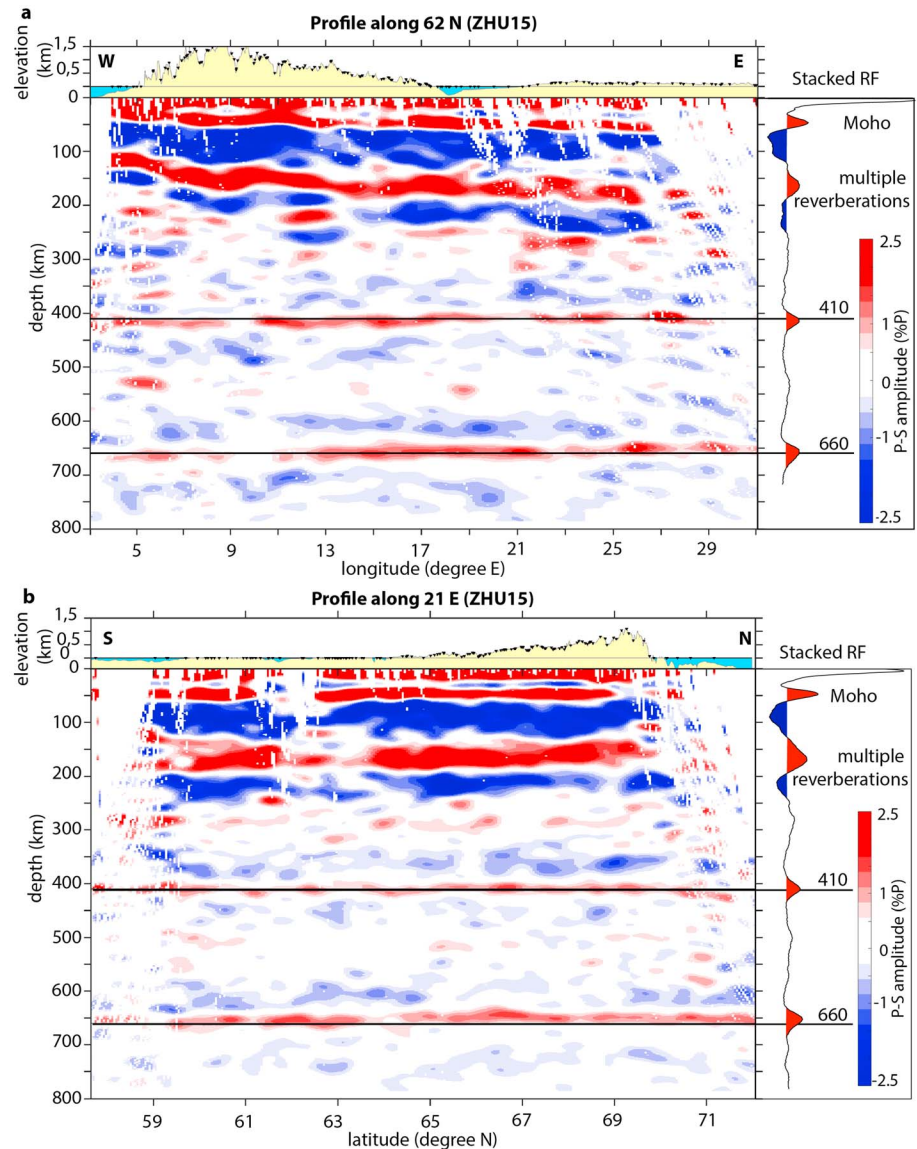 a
Profile along 62 N (ZHU15)
elevation
(km)
1,5
0,5
0
W
E
Stacked RF
Moho
multiple
reverberations
410
660
depth (km)
100
200
300
400
500
600
700
800
2.5
1
0
-1
-2.5
P-S amplitude (%P)
5 9 13 17 21 25 29
longitude (degree E)
b
Profile along 21 E (ZHU15)
elevation
(km)
1,5
0,5
0
0
S
N
Stacked RF
Moho
multiple
reverberations
410
660
depth (km)
100
200
300
400
500
600
700
800
2.5
1
0
-1
-2.5
P-S amplitude (%P)
59 61 63 65 67 69 71
latitude (degree N)